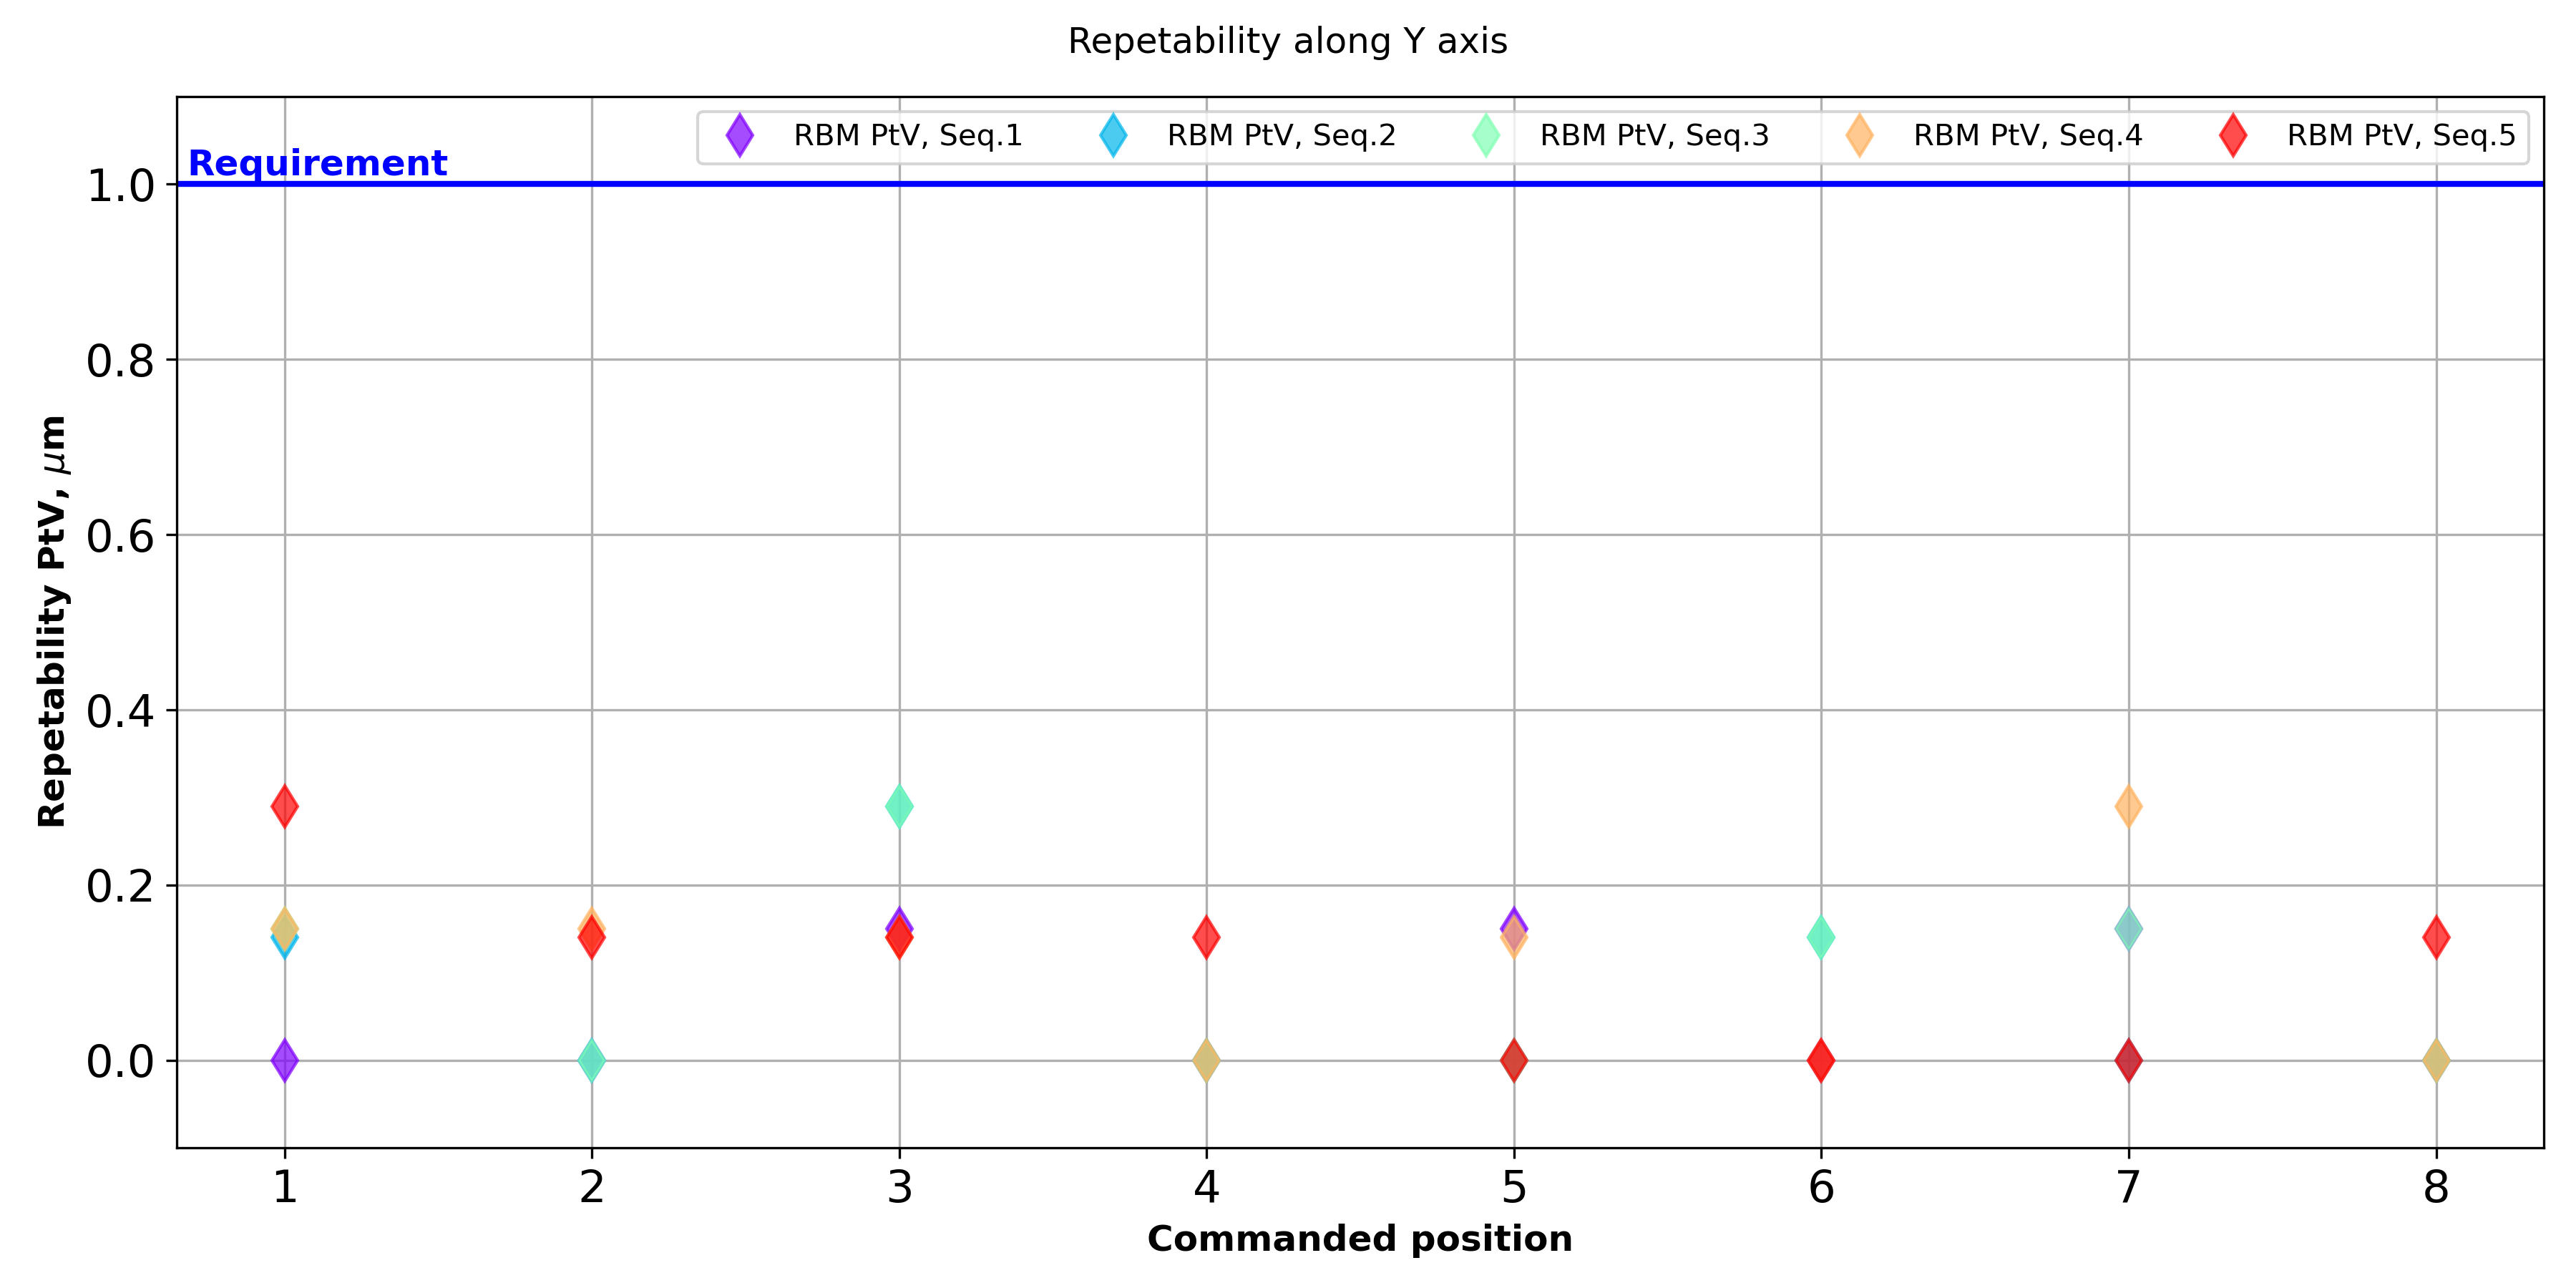 Repetability along Y axis
RBM PtV, Seq.1
RBM PtV, Seq.2
RBM PtV, Seq.3
RBM PtV, Seq.4
RBM PtV, Seq.5
Requirement
1.0
0.8
0.6
0.4
0.2
0.0
Repetability PtV, μm
1 2 3 4 5 6 7 8
Commanded position